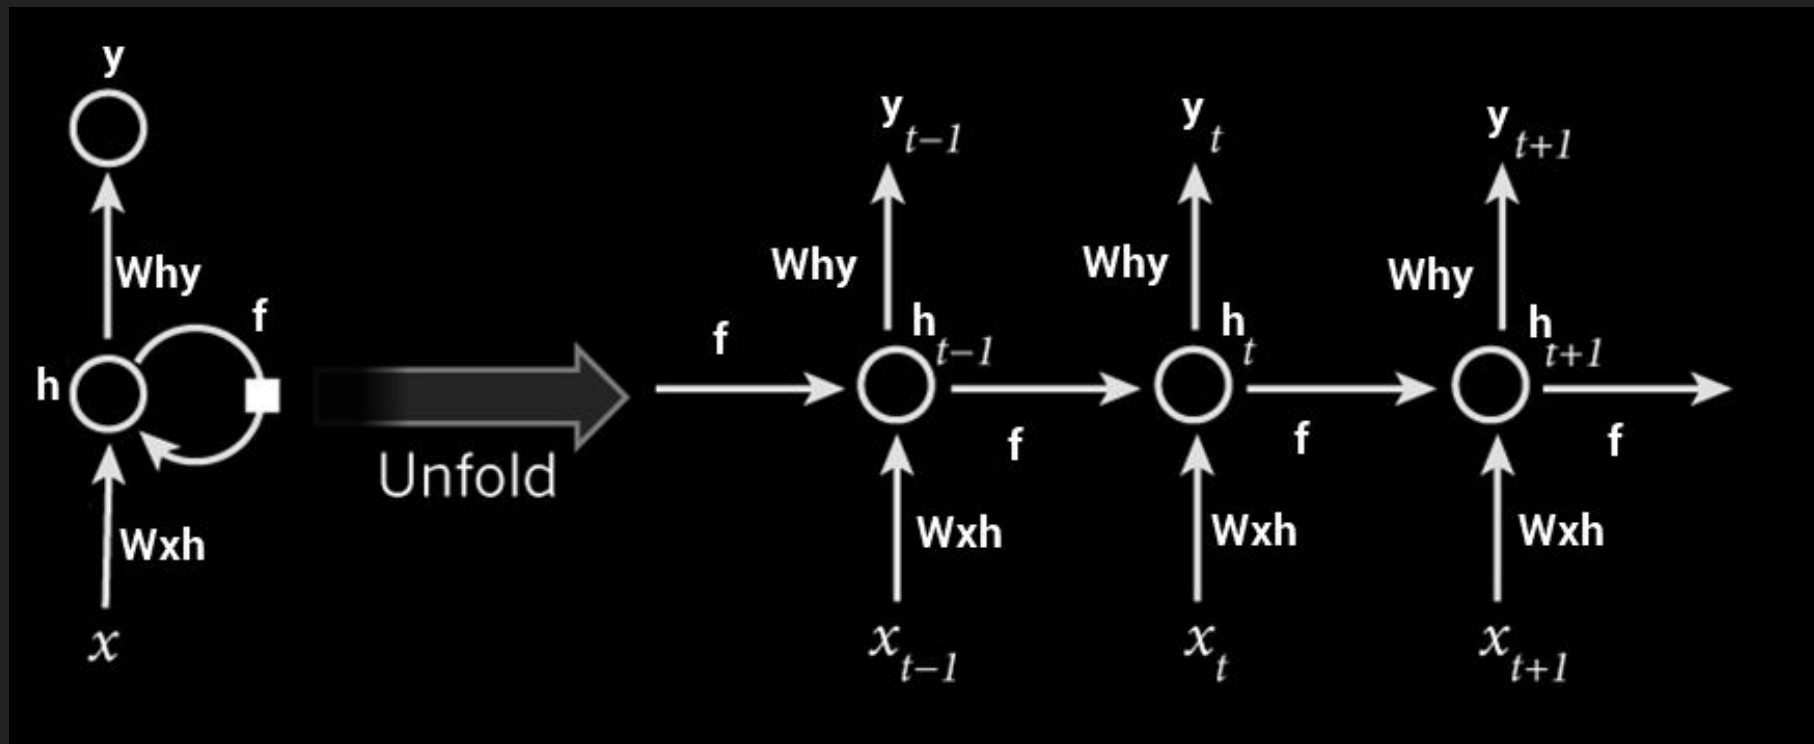 y
Why
f
h
Wxh
x
Unfold
y t−1
y t
y t+1
Why
Why
Why
f
h t−1
h t
h t+1
f
f
f
Wxh
Wxh
Wxh
x t−1
x t
x t+1